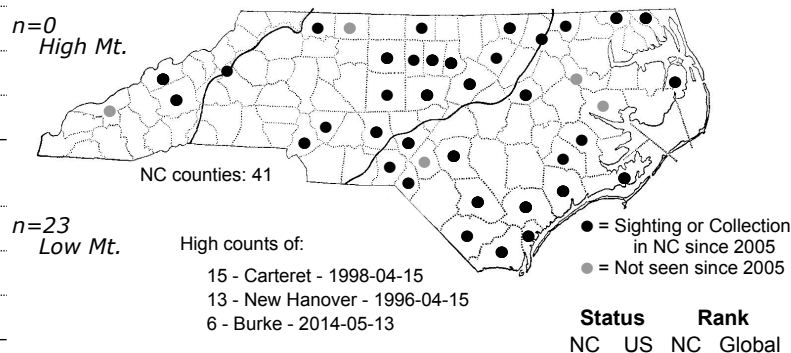 n=0
High Mt.
NC counties: 41
n=23
Low Mt.
High counts of:
15 - Carteret - 1998-04-15
13 - New Hanover - 1996-04-15
6 - Burke - 2014-05-13
= Sighting or Collection
in NC since 2005
= Not seen since 2005
Status Rank
NC US NC Global